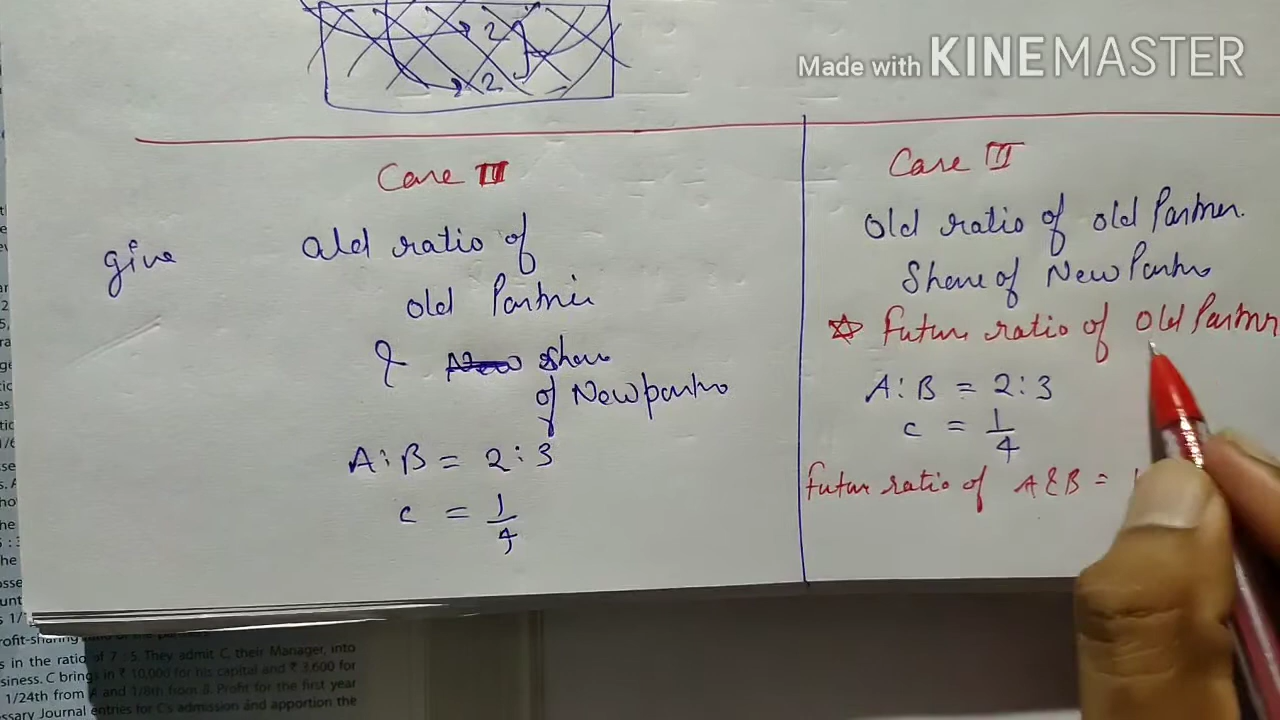 Made with KINEMASTER
2
2
Case II
give
old ratio of
old Partner
& share
of New partner
A:B = 2:3
c = 1/4
Case III
Old ratio of old Partner.
Share of New Partner
☆ Future ratio of Old Partner
A:B = 2:3
c = 1/4
Future ratio of A&B = 1
in the ratio of 7 : 5. They admit C, their Manager, into
C brings in ₹ 10,000 for his capital and ₹ 3,600 for
1/24th from A and 1/8th from B. Profit for the first year
Journal entries for C's admission and apportion the